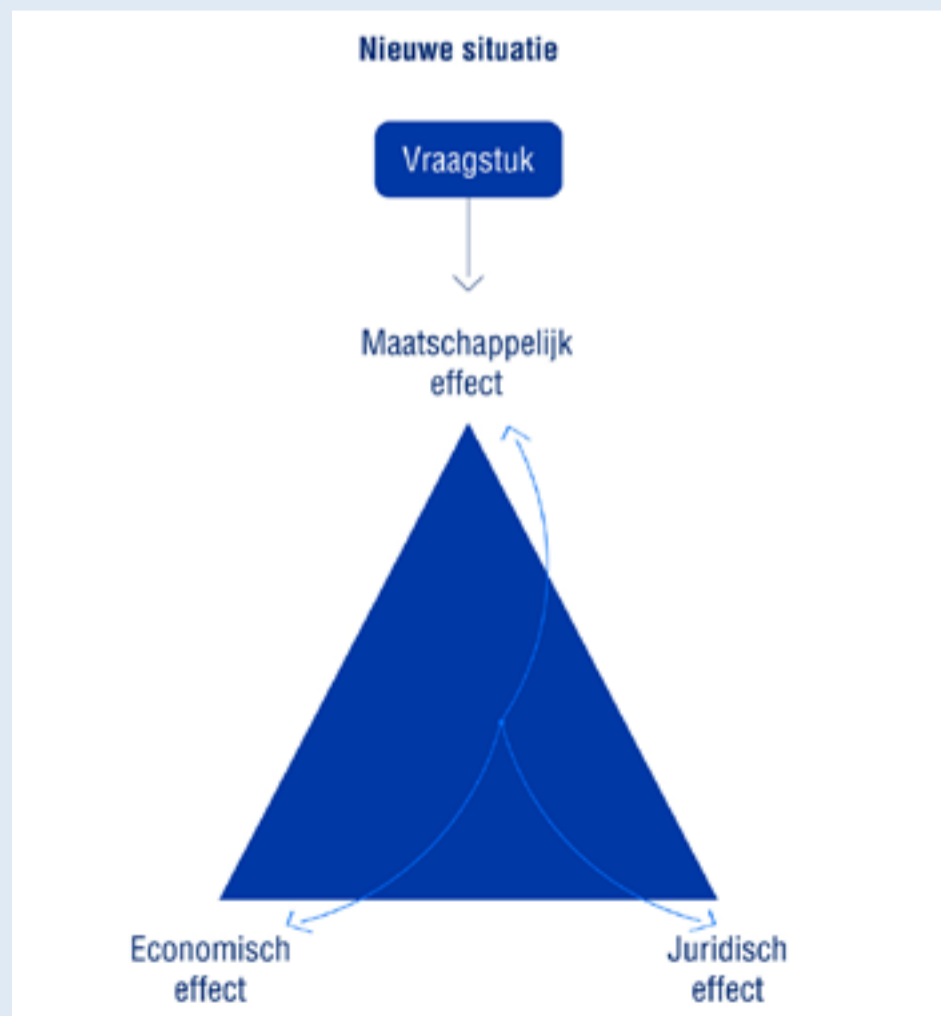 Nieuwe situatie
Vraagstuk
Maatschappelijk
effect
Economisch
effect
Juridisch
effect